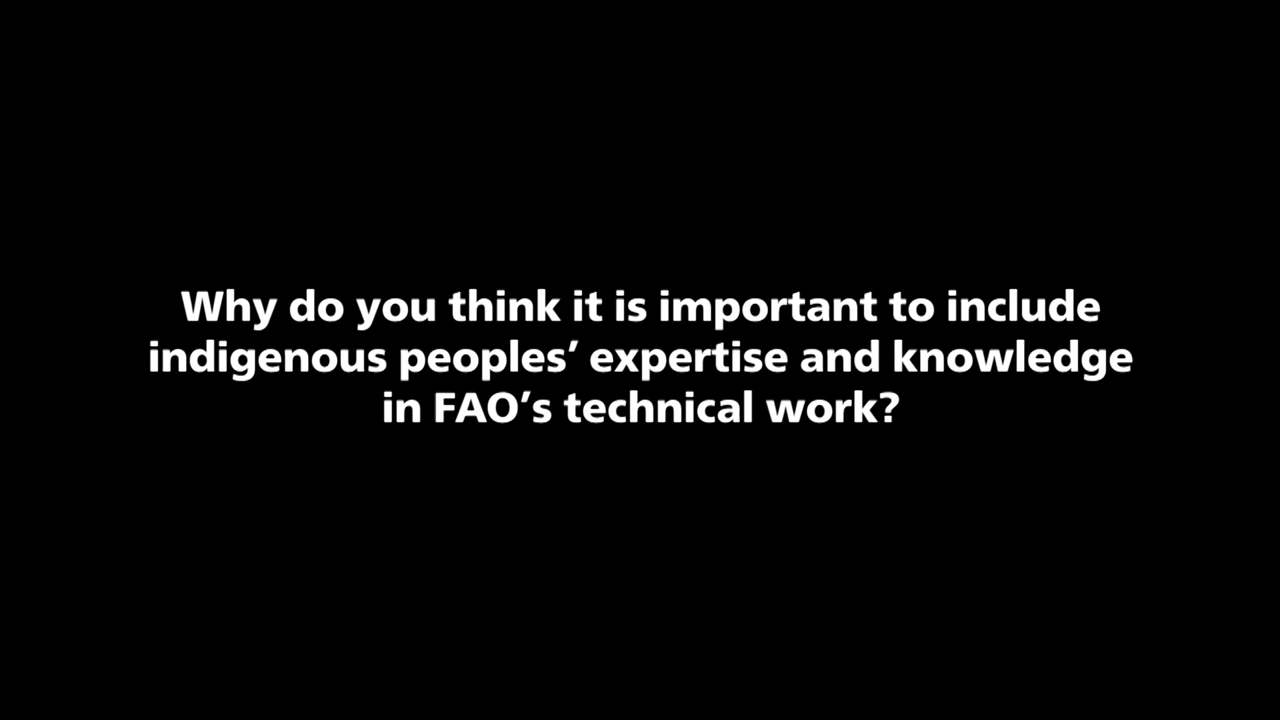 Why do you think it is important to include
indigenous peoples’ expertise and knowledge
in FAO’s technical work?